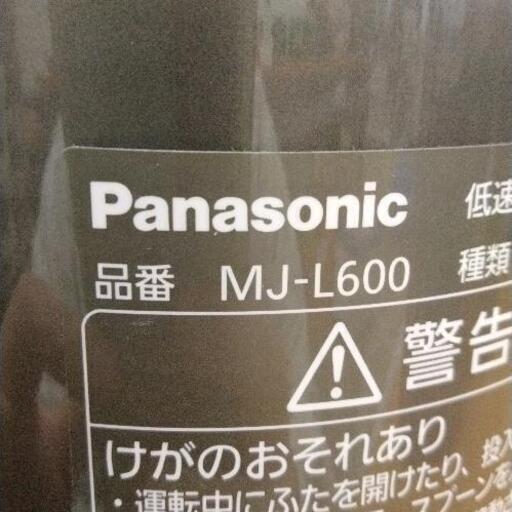 Panasonic 低速
品番 MJ-L600 種類
警告
けがのおそれあり
・運転中にふたを開けたり、投入
スプーンを